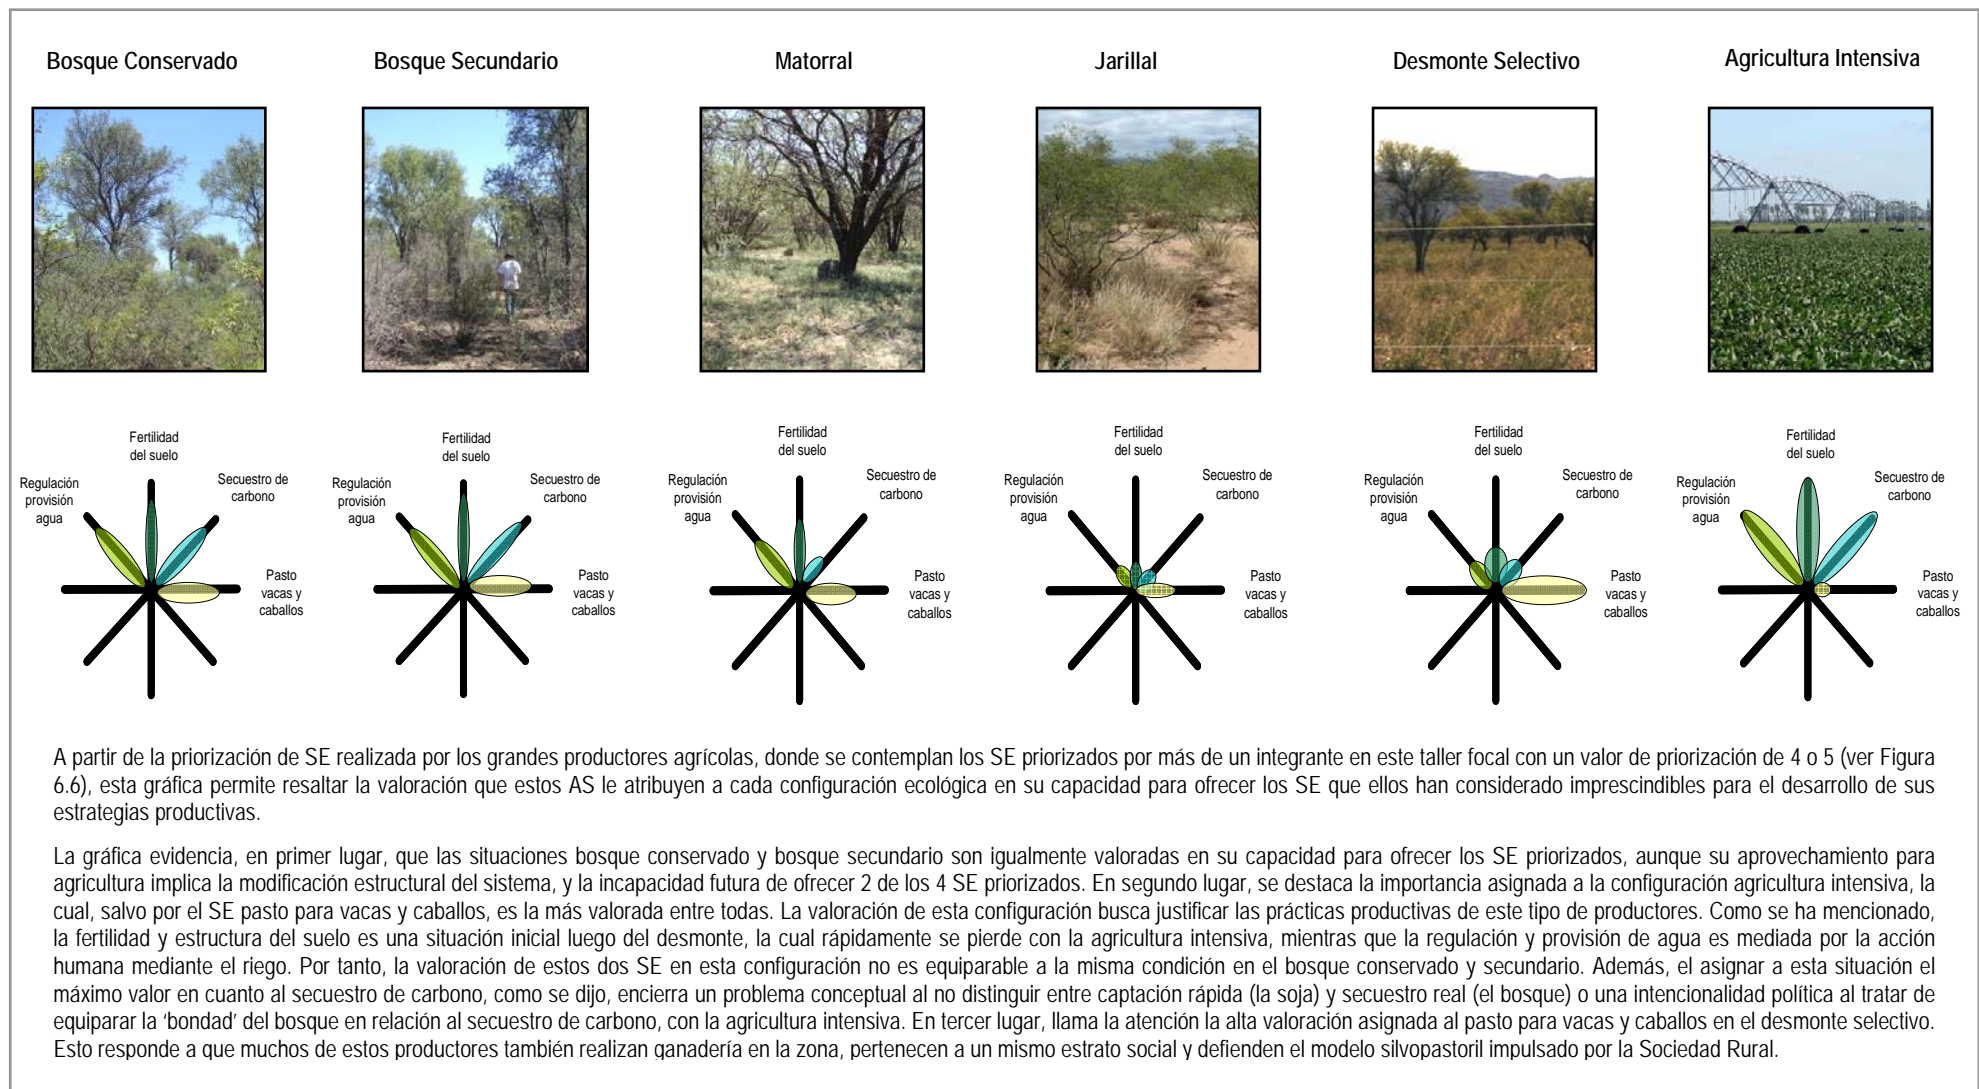 Bosque Conservado
Bosque Secundario
Matorral
Jarillal
Desmonte Selectivo
Agricultura Intensiva
Fertilidad
del suelo
Regulación
provisión
agua
Secuestro de
carbono
Pasto
vacas y
caballos
Fertilidad
del suelo
Regulación
provisión
agua
Secuestro de
carbono
Pasto
vacas y
caballos
Fertilidad
del suelo
Regulación
provisión
agua
Secuestro de
carbono
Pasto
vacas y
caballos
Fertilidad
del suelo
Regulación
provisión
agua
Secuestro de
carbono
Pasto
vacas y
caballos
Fertilidad
del suelo
Regulación
provisión
agua
Secuestro de
carbono
Pasto
vacas y
caballos
Fertilidad
del suelo
Regulación
provisión
agua
Secuestro de
carbono
Pasto
vacas y
caballos
A partir de la priorización de SE realizada por los grandes productores agrícolas, donde se contemplan los SE priorizados por más de un integrante en este taller focal con un valor de priorización de 4 o 5 (ver Figura
6.6), esta gráfica permite resaltar la valoración que estos AS le atribuyen a cada configuración ecológica en su capacidad para ofrecer los SE que ellos han considerado imprescindibles para el desarrollo de sus
estrategias productivas.
La gráfica evidencia, en primer lugar, que las situaciones bosque conservado y bosque secundario son igualmente valoradas en su capacidad para ofrecer los SE priorizados, aunque su aprovechamiento para
agricultura implica la modificación estructural del sistema, y la incapacidad futura de ofrecer 2 de los 4 SE priorizados. En segundo lugar, se destaca la importancia asignada a la configuración agricultura intensiva, la
cual, salvo por el SE pasto para vacas y caballos, es la más valorada entre todas. La valoración de esta configuración busca justificar las prácticas productivas de este tipo de productores. Como se ha mencionado,
la fertilidad y estructura del suelo es una situación inicial luego del desmonte, la cual rápidamente se pierde con la agricultura intensiva, mientras que la regulación y provisión de agua es mediada por la acción
humana mediante el riego. Por tanto, la valoración de estos dos SE en esta configuración no es equiparable a la misma condición en el bosque conservado y secundario. Además, el asignar a esta situación el
máximo valor en cuanto al secuestro de carbono, como se dijo, encierra un problema conceptual al no distinguir entre captación rápida (la soja) y secuestro real (el bosque) o una intencionalidad política al tratar de
equiparar la 'bondad' del bosque en relación al secuestro de carbono, con la agricultura intensiva. En tercer lugar, llama la atención la alta valoración asignada al pasto para vacas y caballos en el desmonte selectivo.
Esto responde a que muchos de estos productores también realizan ganadería en la zona, pertenecen a un mismo estrato social y defienden el modelo silvopastoril impulsado por la Sociedad Rural.